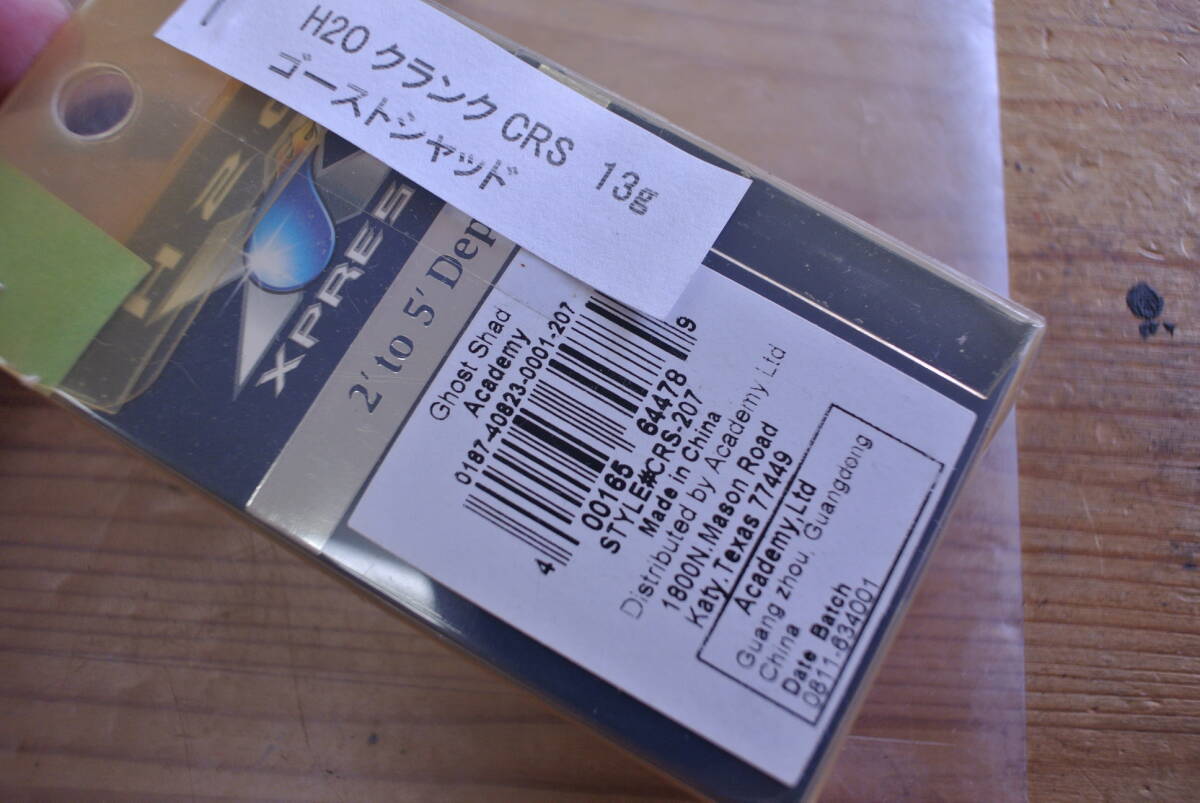 H2O クランク CRS 13g
ゴーストシャッド
XPRES
2' to 5' Dep
Ghost Shad
Academy
0187-40823-0001-207
4 00165 64478 9
STYLE#CRS-207
Made in China
Distributed by Academy Ltd
1800N.Mason Road
Katy.Texas 77449
Academy,Ltd
Guang zhou, Guangdong
China
Date Batch
0811-634001